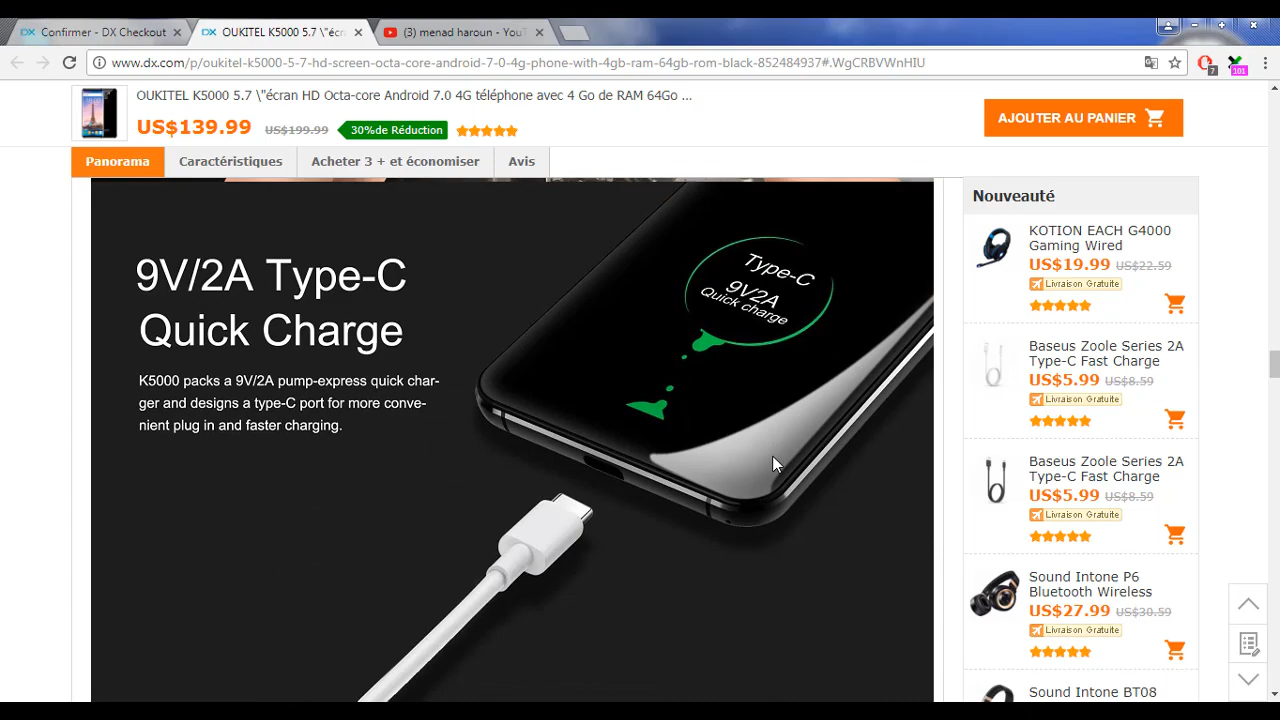 Confirmer - DX Checkout
OUKITEL K5000 5.7 \"écr
(3) menad haroun - You
www.dx.com/p/oukitel-k5000-5-7-hd-screen-octa-core-android-7-0-4g-phone-with-4gb-ram-64gb-rom-black-852484937#.WgCRBVWnHIU
7
101
OUKITEL K5000 5.7 \"écran HD Octa-core Android 7.0 4G téléphone avec 4 Go de RAM 64Go ...
US$139.99 US$199.99 30%de Réduction
AJOUTER AU PANIER
Panorama
Caractéristiques
Acheter 3 + et économiser
Avis
9V/2A Type-C
Quick Charge
K5000 packs a 9V/2A pump-express quick char-
ger and designs a type-C port for more conve-
nient plug in and faster charging.
Type-C
9V2A
Quick charge
Nouveauté
KOTION EACH G4000
Gaming Wired
US$19.99 US$22.59
Livraison Gratuite
Baseus Zoole Series 2A
Type-C Fast Charge
US$5.99 US$8.59
Livraison Gratuite
Baseus Zoole Series 2A
Type-C Fast Charge
US$5.99 US$8.59
Livraison Gratuite
Sound Intone P6
Bluetooth Wireless
US$27.99 US$30.59
Livraison Gratuite
Sound Intone BT08